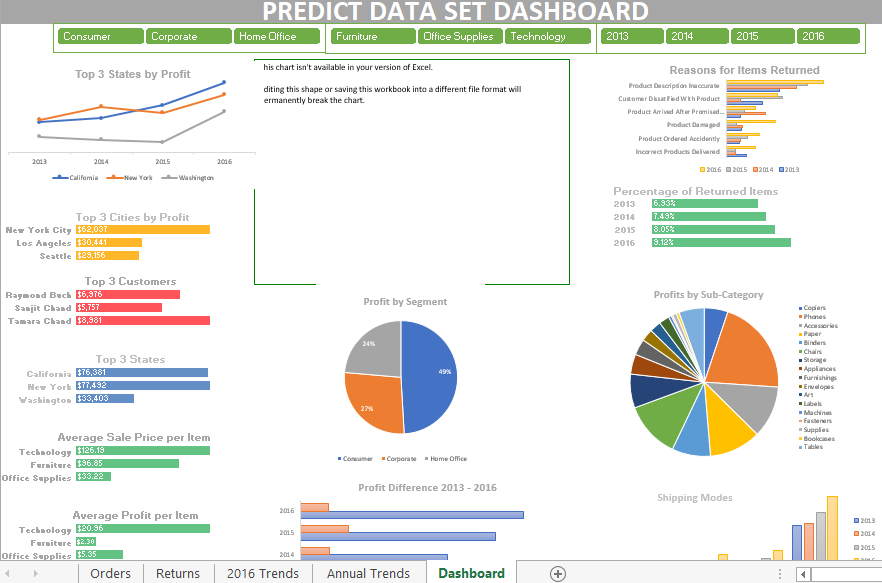 PREDICT DATA SET DASHBOARD
Consumer
Corporate
Home Office
Furniture
Office Supplies
Technology
2013
2014
2015
2016
Top 3 States by Profit
2013
2014
2015
2016
California
New York
Washington
his chart isn't available in your version of Excel.
diting this shape or saving this workbook into a different file format will
ermanently break the chart.
Reasons for Items Returned
Product Description Inaccurate
Customer Disatified With Product
Product Arrived After Promised...
Product Damaged
Product Ordered Accidently
Incorrect Products Delivered
2016
2015
2014
2013
Percentage of Returned Items
2013 6.93%
2014 7.49%
2015 8.05%
2016 9.12%
Top 3 Cities by Profit
New York City $62,037
Los Angeles $30,441
Seattle $29,156
Top 3 Customers
Raymond Buch $6,976
Sanjit Chand $5,757
Tamara Chand $8,981
Top 3 States
California $76,381
New York $77,492
Washington $33,403
Average Sale Price per Item
Technology $126.19
Furniture $96.85
Office Supplies $33.22
Average Profit per Item
Technology $20.96
Furniture $2.30
Office Supplies $5.35
Profit by Segment
24%
49%
27%
Consumer
Corporate
Home Office
Profits by Sub-Category
Copiers
Phones
Accessories
Paper
Binders
Chairs
Storage
Appliances
Furnishings
Envelopes
Art
Labels
Machines
Fasteners
Supplies
Bookcases
Tables
Profit Difference 2013 - 2016
2016
2015
2014
Shipping Modes
2013
2014
2015
Orders
Returns
2016 Trends
Annual Trends
Dashboard